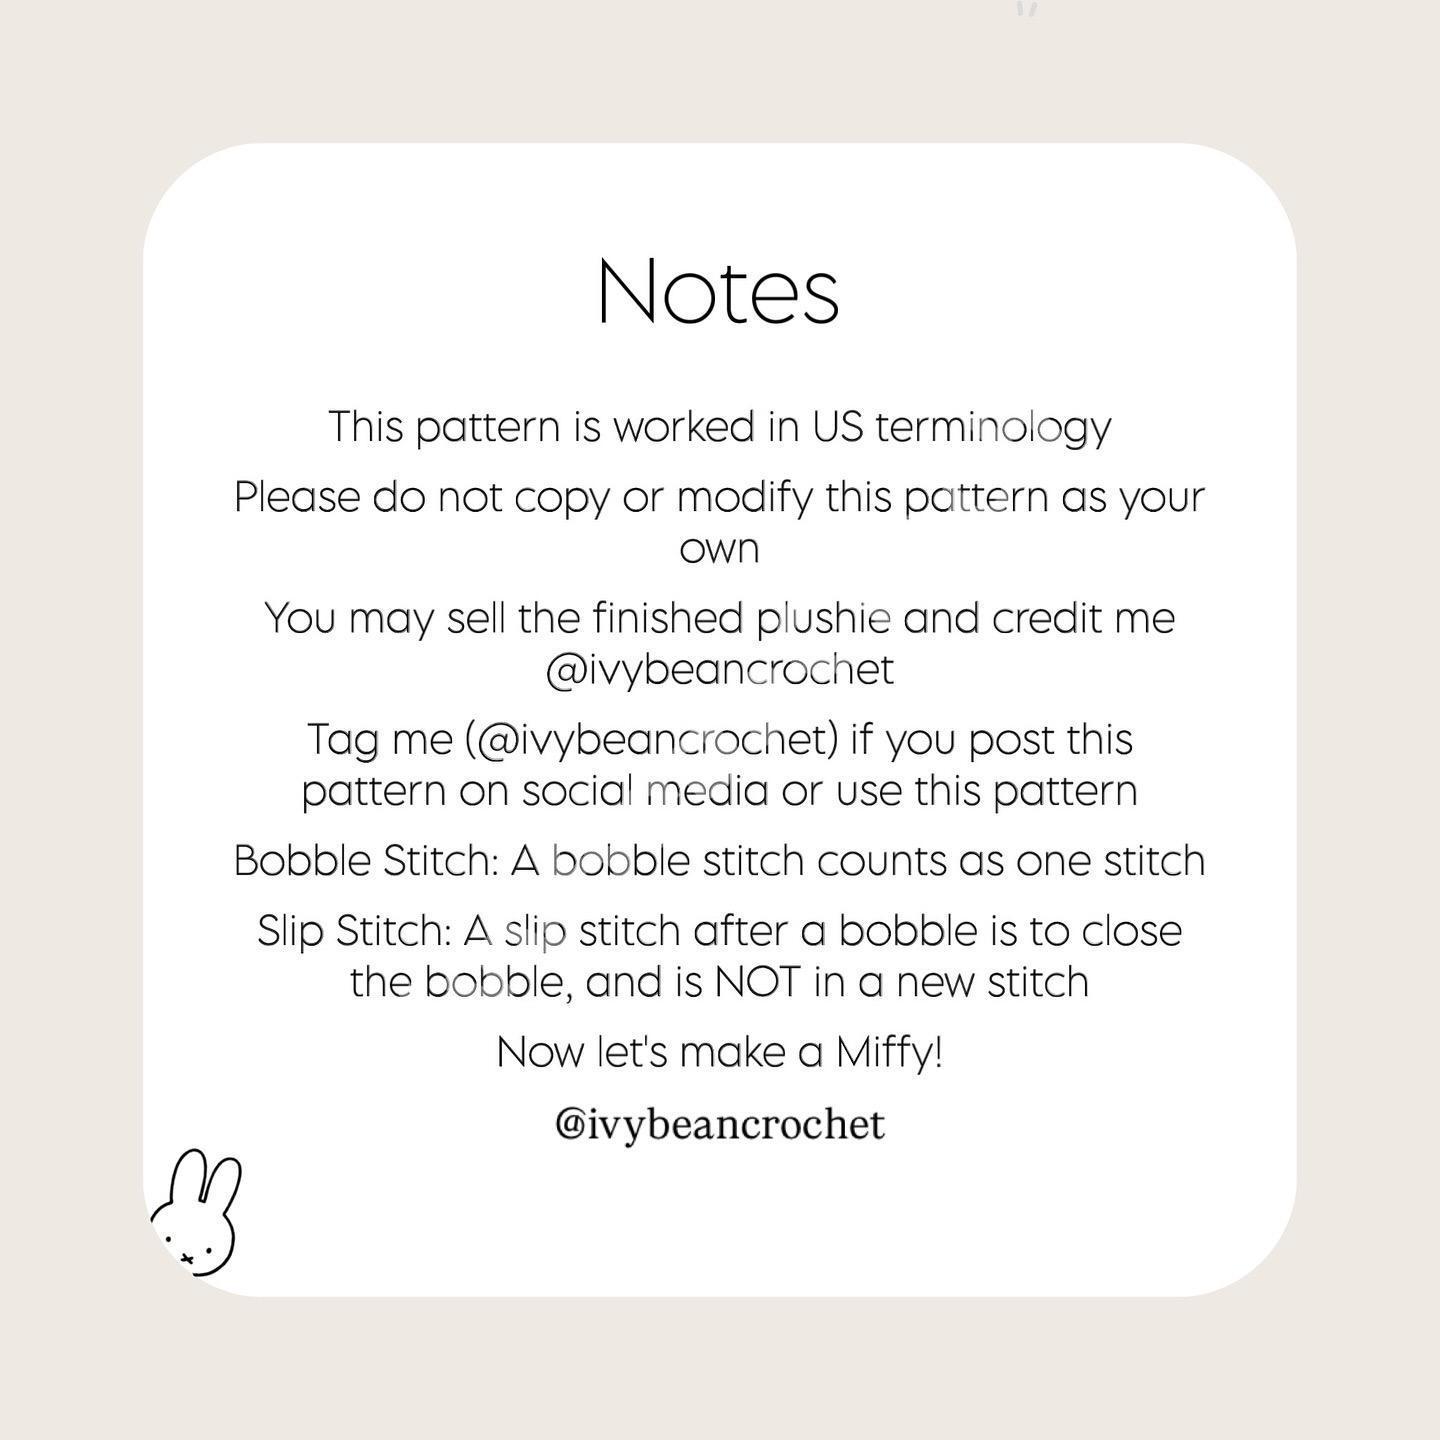 Notes
This pattern is worked in US terminology
Please do not copy or modify this pattern as your
own
You may sell the finished plushie and credit me
@ivybeancrochet
Tag me (@ivybeancrochet) if you post this
pattern on social media or use this pattern
Bobble Stitch: A bobble stitch counts as one stitch
Slip Stitch: A slip stitch after a bobble is to close
the bobble, and is NOT in a new stitch
Now let's make a Miffy!
@ivybeancrochet